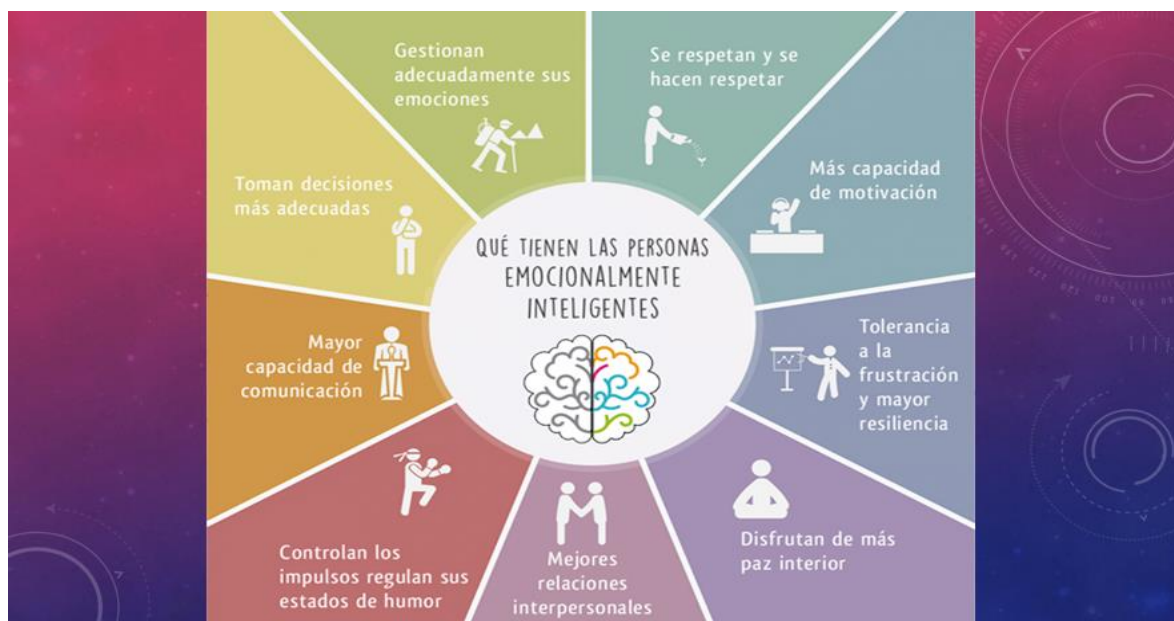 QUÉ TIENEN LAS PERSONAS
EMOCIONALMENTE
INTELIGENTES
Gestionan
adecuadamente sus
emociones
Se respetan y se
hacen respetar
Más capacidad
de motivación
Tolerancia
a la
frustración
y mayor
resiliencia
Disfrutan de más
paz interior
Mejores
relaciones
interpersonales
Controlan los
impulsos regulan sus
estados de humor
Mayor
capacidad de
comunicación
Toman decisiones
más adecuadas